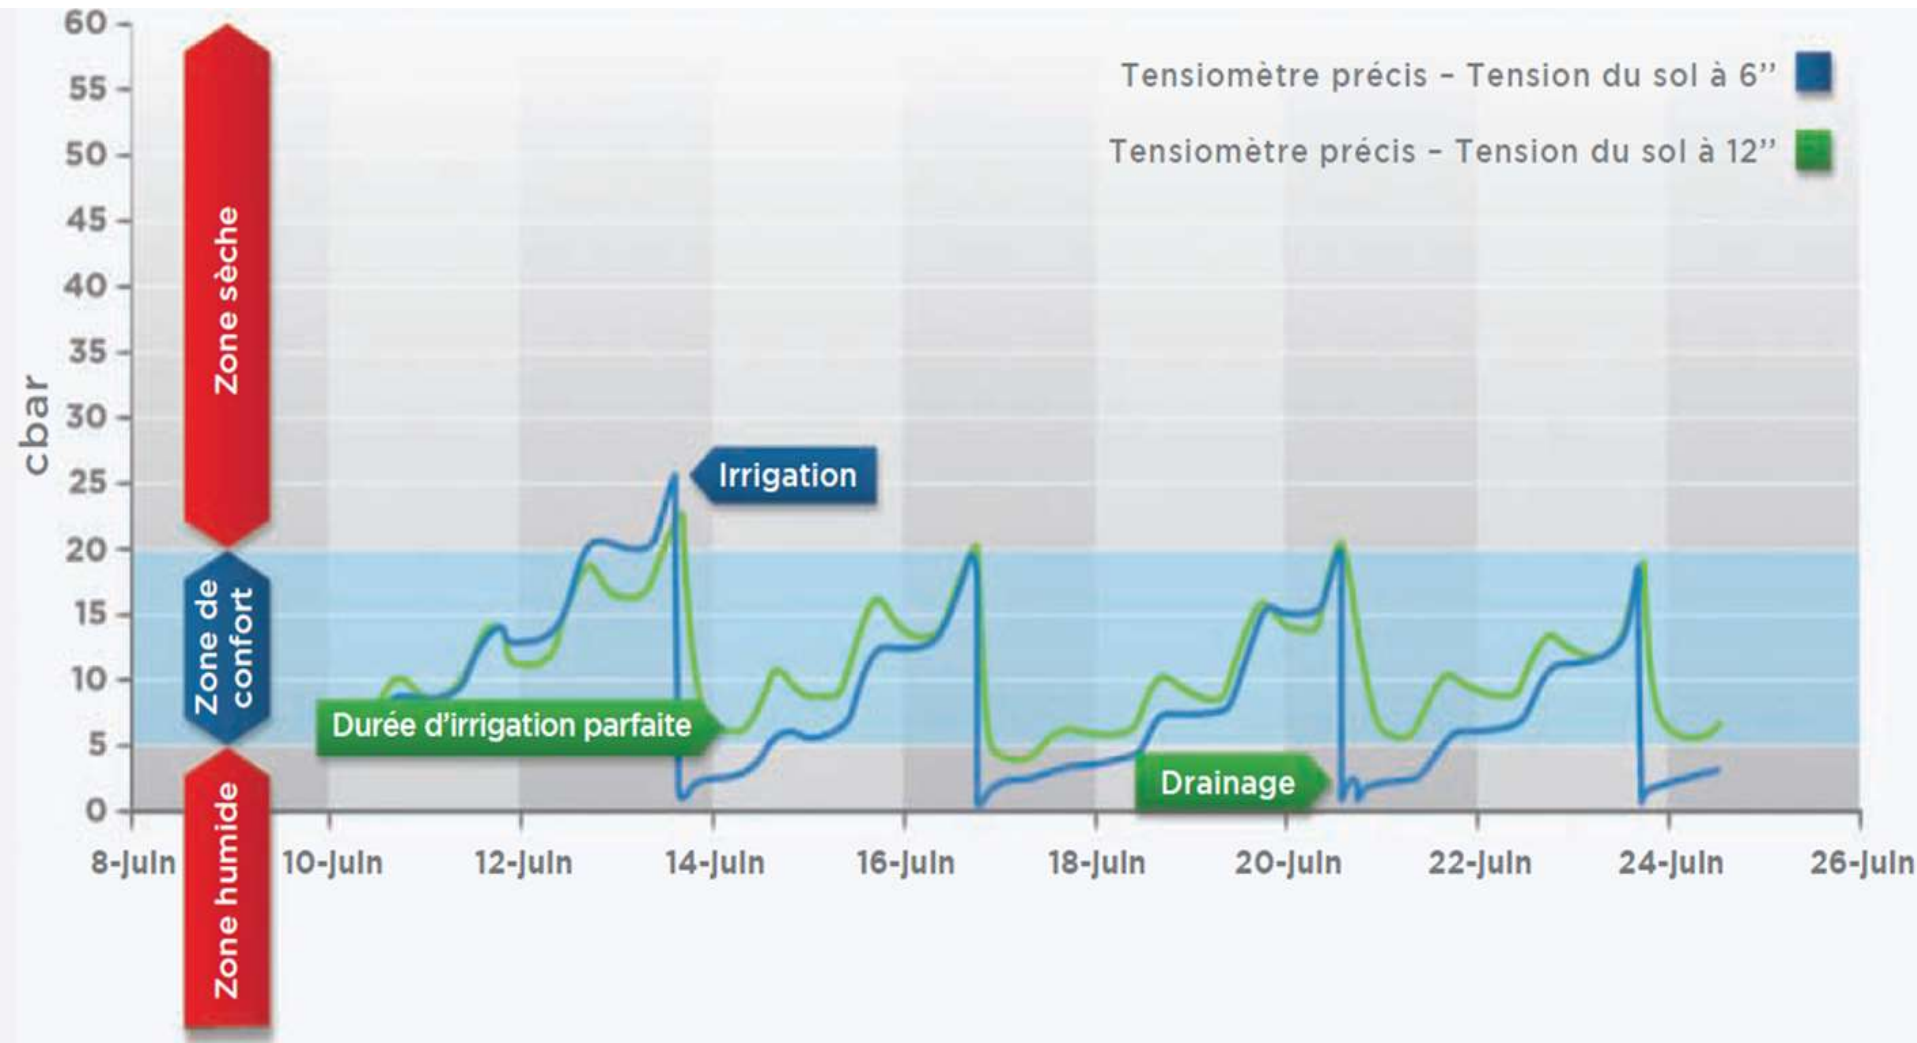 60
55
50
45
40
35
30
25
20
15
10
5
0
cbar
Zone sèche
Zone de
confort
Zone humide
Tensiomètre précis – Tension du sol à 6’’
Tensiomètre précis – Tension du sol à 12’’
Irrigation
Durée d’irrigation parfaite
Drainage
8-Juin
10-Juin
12-Juin
14-Juin
16-Juin
18-Juin
20-Juin
22-Juin
24-Juin
26-Juin